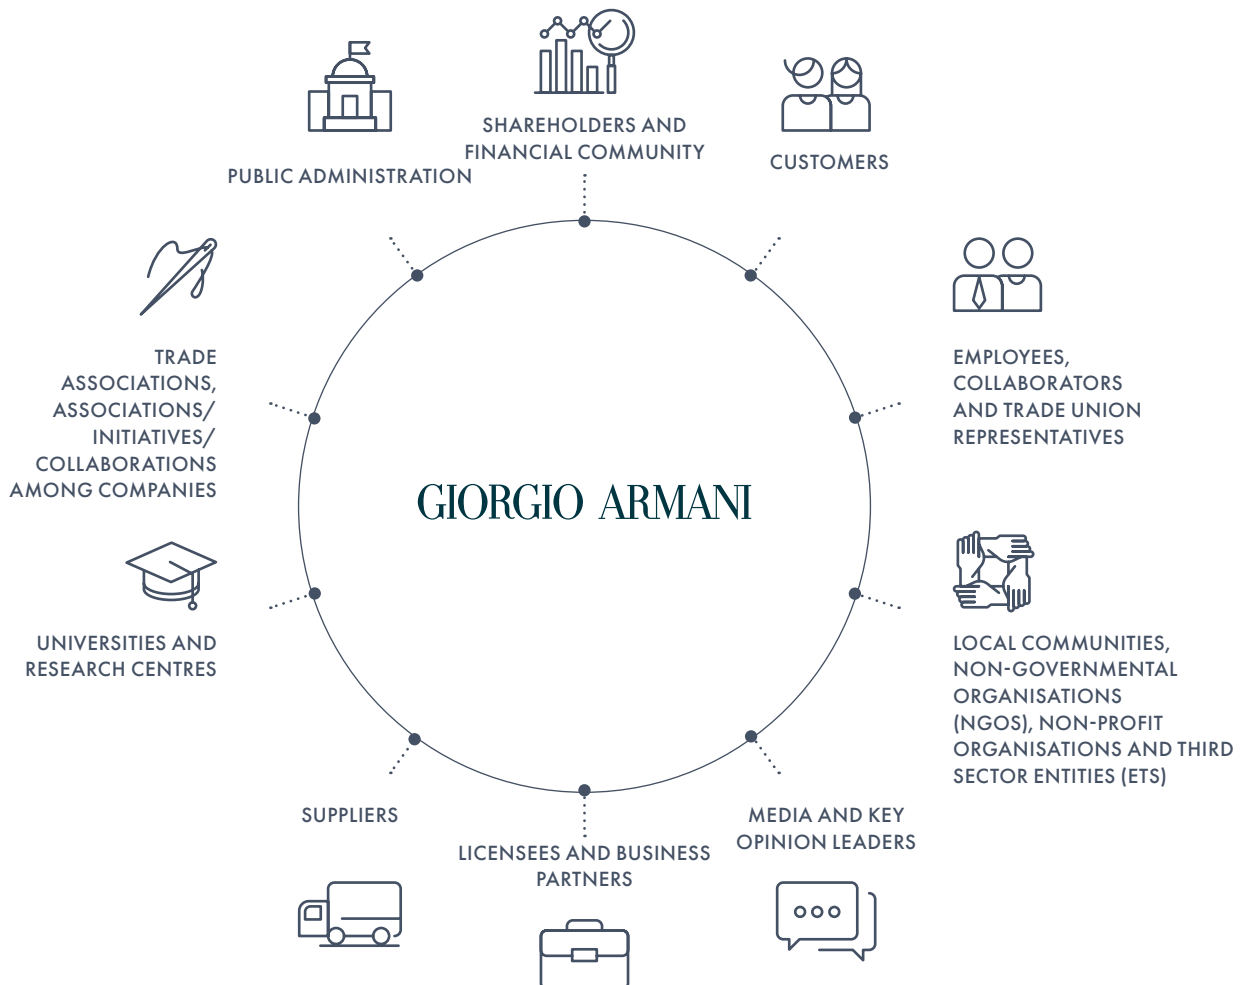 SHAREHOLDERS AND
FINANCIAL COMMUNITY
PUBLIC ADMINISTRATION
CUSTOMERS
TRADE
ASSOCIATIONS,
ASSOCIATIONS/
INITIATIVES/
COLLABORATIONS
AMONG COMPANIES
EMPLOYEES,
COLLABORATORS
AND TRADE UNION
REPRESENTATIVES
GIORGIO ARMANI
UNIVERSITIES AND
RESEARCH CENTRES
LOCAL COMMUNITIES,
NON-GOVERNMENTAL
ORGANISATIONS
(NGOS), NON-PROFIT
ORGANISATIONS AND THIRD
SECTOR ENTITIES (ETS)
SUPPLIERS
LICENSEES AND BUSINESS
PARTNERS
MEDIA AND KEY
OPINION LEADERS